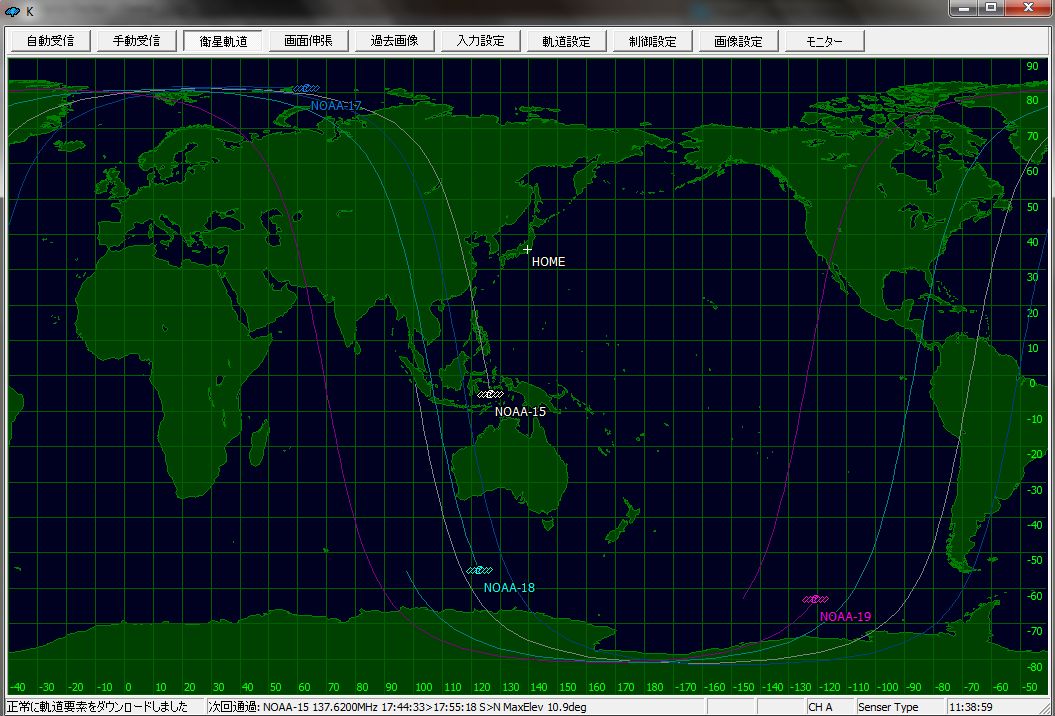 K
自動受信 手動受信 衛星軌道 画面伸張 過去画像 入力設定 軌道設定 制御設定 画像設定 モニター
90
80
NOAA-17
70
60
50
40
HOME
30
20
10
0
NOAA-15
-10
-20
-30
-40
-50
NOAA-18
-60
NOAA-19
-70
-80
-40 -30 -20 -10 0 10 20 30 40 50 60 70 80 90 100 110 120 130 140 150 160 170 180 -170 -160 -150 -140 -130 -120 -110 -100 -90 -80 -70 -60 -50
正常に軌道要素をダウンロードしました 次回通過: NOAA-15 137.6200MHz 17:44:33>17:55:18 S>N MaxElev 10.9deg CH A Senser Type 11:38:59